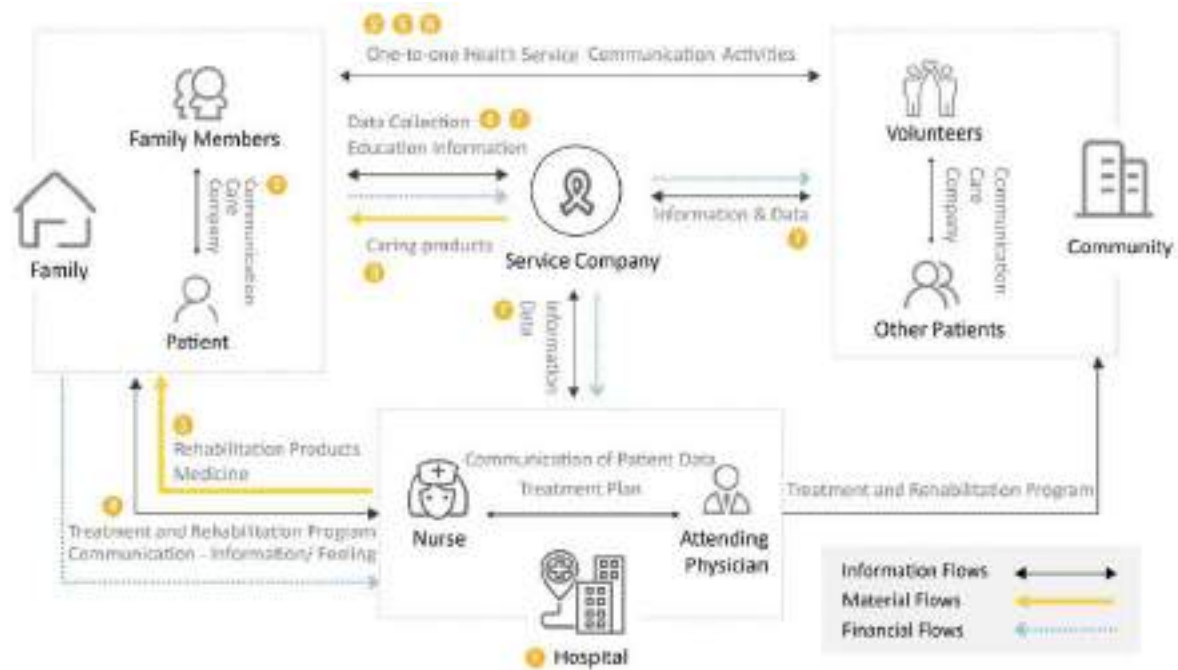 One-to-one Health Service Communication Activities
Family Members
Communication
Care
Company
Family
Patient
Data Collection
Education Information
Caring products
Service Company
Information & Data
Volunteers
Communication
Care
Company
Community
Other Patients
Information
Data
Rehabilitation Products
Medicine
Treatment and Rehabilitation Program
Communication - Information/ Feeling
Communication of Patient Data
Treatment Plan
Nurse
Attending
Physician
Treatment and Rehabilitation Program
Hospital
Information Flows
Material Flows
Financial Flows